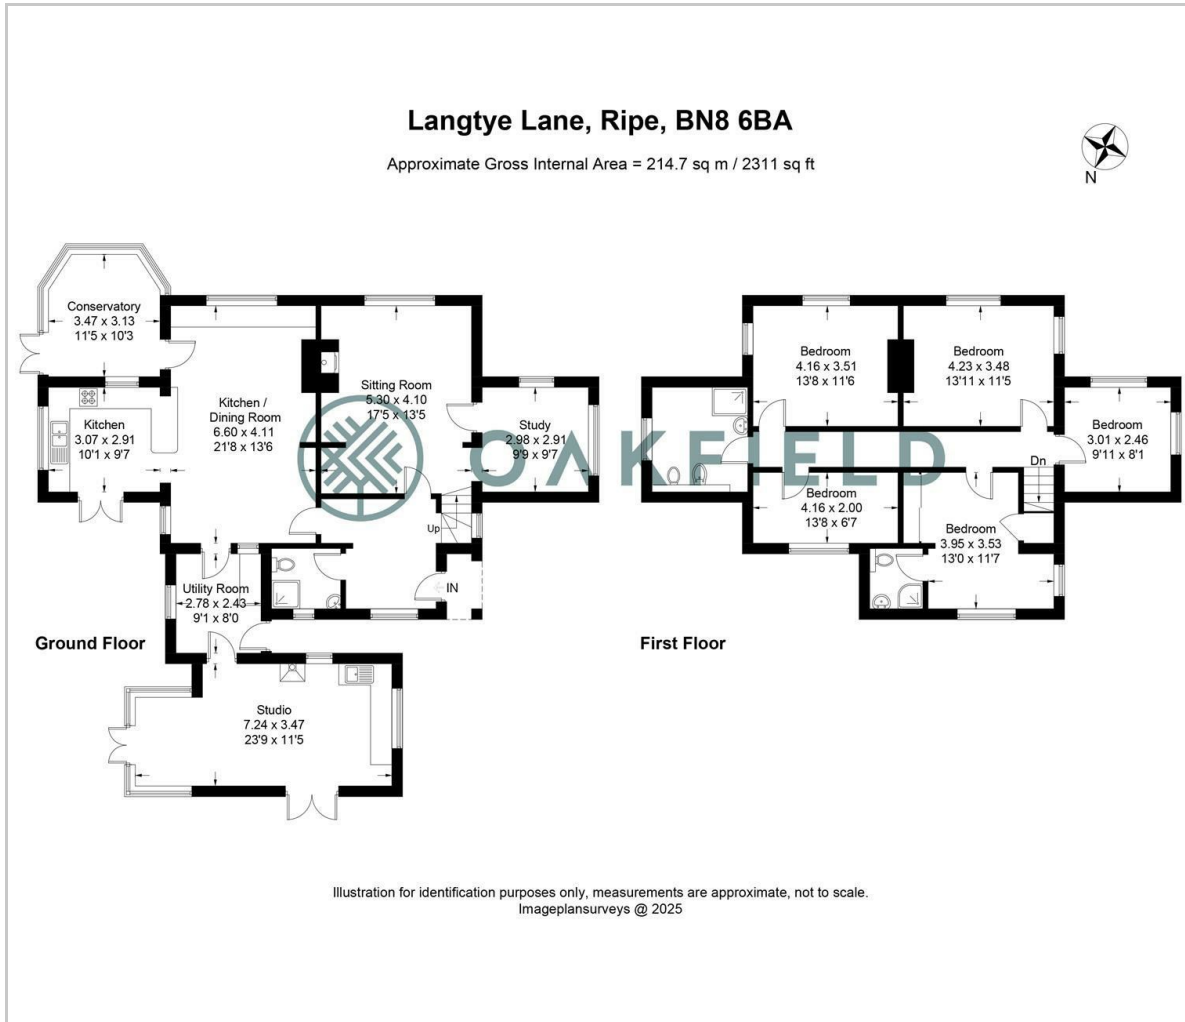 Langtye Lane, Ripe, BN8 6BA
Approximate Gross Internal Area = 214.7 sq m / 2311 sq ft
N
Conservatory
3.47 x 3.13
11'5 x 10'3
Kitchen
3.07 x 2.91
10'1 x 9'7
Kitchen /
Dining Room
6.60 x 4.11
21'8 x 13'6
Sitting Room
5.30 x 4.10
17'5 x 13'5
Study
2.98 x 2.91
9'9 x 9'7
Up
IN
Utility Room
2.78 x 2.43
9'1 x 8'0
Ground Floor
Studio
7.24 x 3.47
23'9 x 11'5
OAKFIELD
Bedroom
4.16 x 3.51
13'8 x 11'6
Bedroom
4.23 x 3.48
13'11 x 11'5
Bedroom
3.01 x 2.46
9'11 x 8'1
Dn
Bedroom
4.16 x 2.00
13'8 x 6'7
Bedroom
3.95 x 3.53
13'0 x 11'7
First Floor
Illustration for identification purposes only, measurements are approximate, not to scale.
Imageplansurveys @ 2025